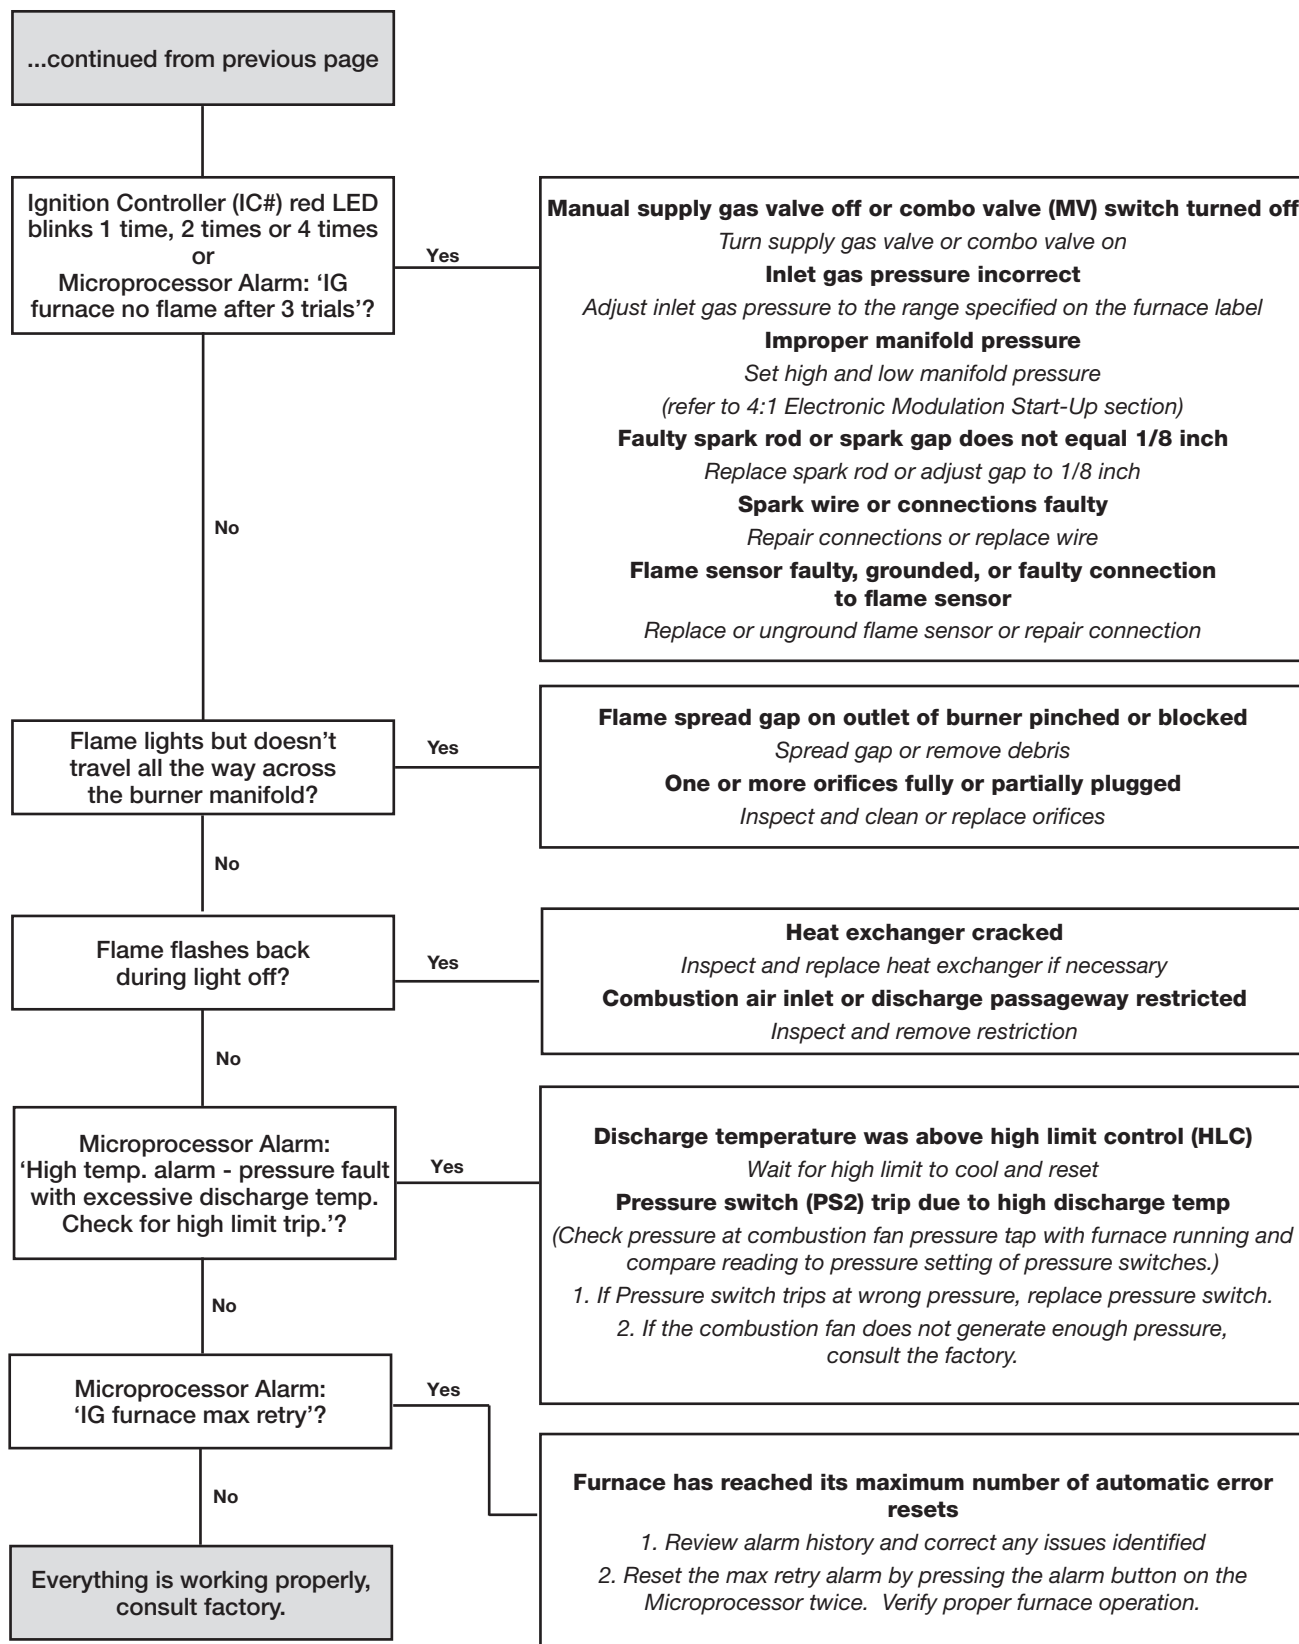 ...continued from previous page
Ignition Controller (IC#) red LED
blinks 1 time, 2 times or 4 times
or
Microprocessor Alarm: ‘IG
furnace no flame after 3 trials’?
Yes
Manual supply gas valve off or combo valve (MV) switch turned off
Turn supply gas valve or combo valve on
Inlet gas pressure incorrect
Adjust inlet gas pressure to the range specified on the furnace label
Improper manifold pressure
Set high and low manifold pressure
(refer to 4:1 Electronic Modulation Start-Up section)
Faulty spark rod or spark gap does not equal 1/8 inch
Replace spark rod or adjust gap to 1/8 inch
Spark wire or connections faulty
Repair connections or replace wire
Flame sensor faulty, grounded, or faulty connection
to flame sensor
Replace or unground flame sensor or repair connection
No
Flame lights but doesn’t
travel all the way across
the burner manifold?
Yes
Flame spread gap on outlet of burner pinched or blocked
Spread gap or remove debris
One or more orifices fully or partially plugged
Inspect and clean or replace orifices
No
Flame flashes back
during light off?
Yes
Heat exchanger cracked
Inspect and replace heat exchanger if necessary
Combustion air inlet or discharge passageway restricted
Inspect and remove restriction
No
Microprocessor Alarm:
‘High temp. alarm - pressure fault
with excessive discharge temp.
Check for high limit trip.’?
Yes
Discharge temperature was above high limit control (HLC)
Wait for high limit to cool and reset
Pressure switch (PS2) trip due to high discharge temp
(Check pressure at combustion fan pressure tap with furnace running and
compare reading to pressure setting of pressure switches.)
1. If Pressure switch trips at wrong pressure, replace pressure switch.
2. If the combustion fan does not generate enough pressure,
consult the factory.
No
Microprocessor Alarm:
‘IG furnace max retry’?
Yes
Furnace has reached its maximum number of automatic error
resets
1. Review alarm history and correct any issues identified
2. Reset the max retry alarm by pressing the alarm button on the
Microprocessor twice. Verify proper furnace operation.
No
Everything is working properly,
consult factory.